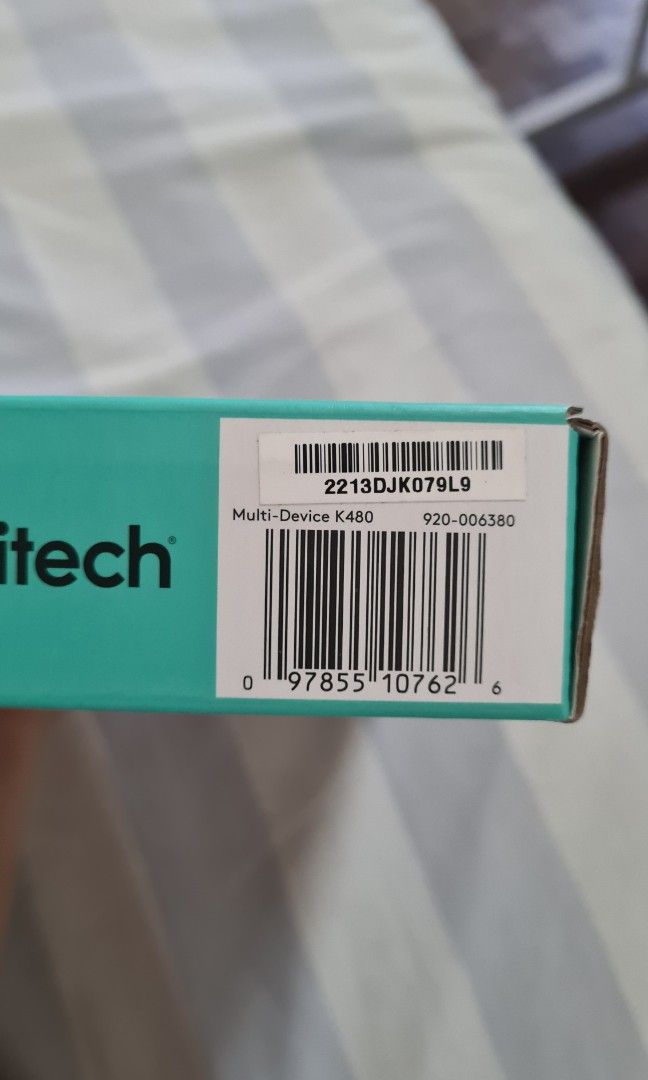 2213DJK079L9
Multi-Device K480 920-006380
itech®
0 97855 10762 6